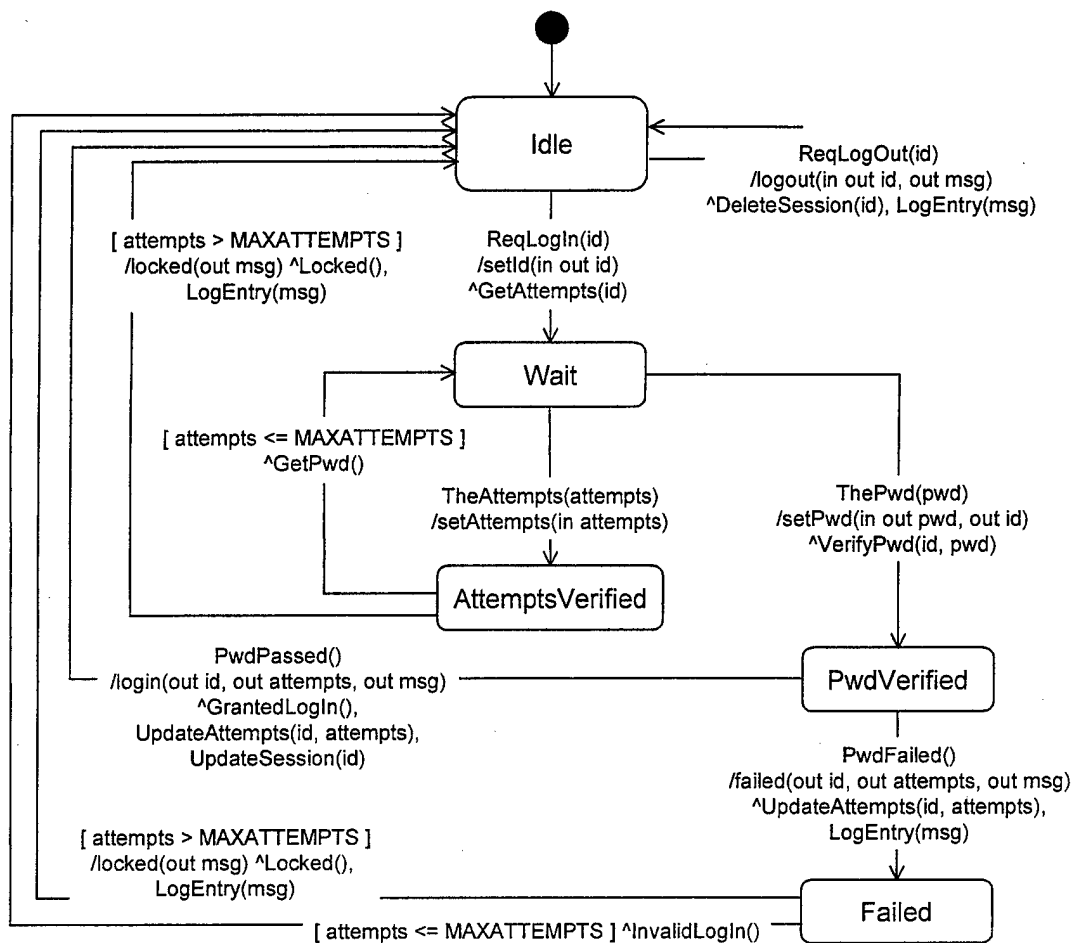 Idle
ReqLogOut(id)
/logout(in out id, out msg)
^DeleteSession(id), LogEntry(msg)
[ attempts > MAXATTEMPTS ]
/locked(out msg) ^Locked(),
LogEntry(msg)
ReqLogIn(id)
/setId(in out id)
^GetAttempts(id)
Wait
[ attempts <= MAXATTEMPTS ]
^GetPwd()
TheAttempts(attempts)
/setAttempts(in attempts)
ThePwd(pwd)
/setPwd(in out pwd, out id)
^VerifyPwd(id, pwd)
AttemptsVerified
PwdPassed()
/login(out id, out attempts, out msg)
^GrantedLogIn(),
UpdateAttempts(id, attempts),
UpdateSession(id)
PwdVerified
PwdFailed()
/failed(out id, out attempts, out msg)
^UpdateAttempts(id, attempts),
LogEntry(msg)
[ attempts > MAXATTEMPTS ]
/locked(out msg) ^Locked(),
LogEntry(msg)
Failed
[ attempts <= MAXATTEMPTS ] ^InvalidLogIn()